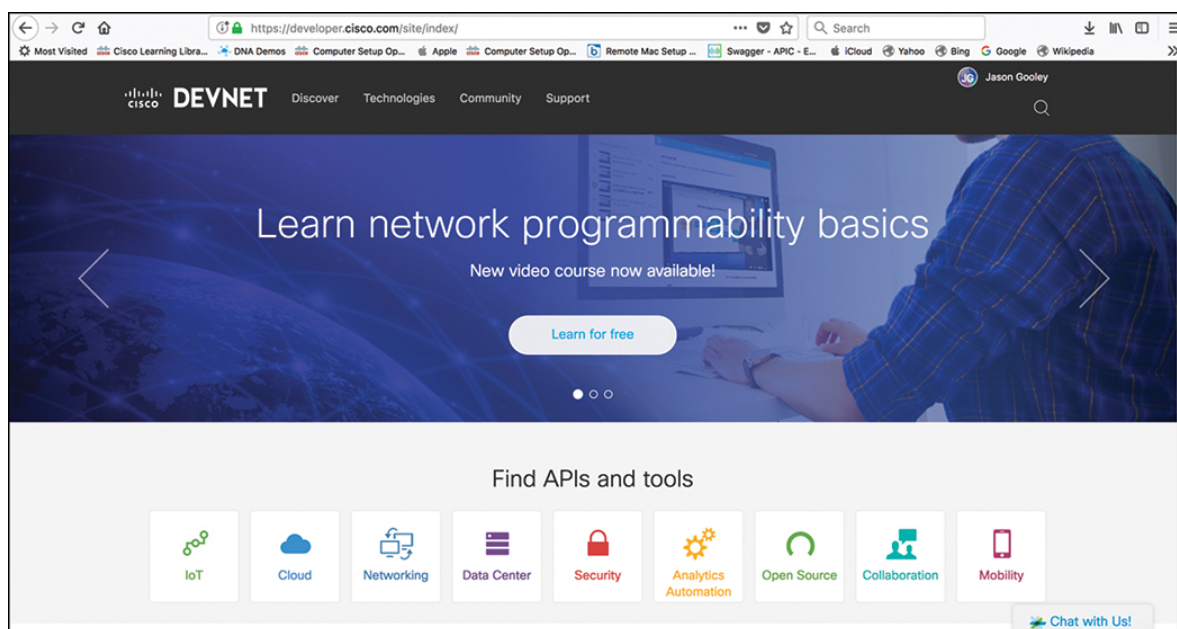 https://developer.cisco.com/site/index/
Search
Most Visited Cisco Learning Libra... DNA Demos Computer Setup Op... Apple Computer Setup Op... Remote Mac Setup ... Swagger - APIC - E... iCloud Yahoo Bing Google Wikipedia
JG Jason Gooley
CISCO DEVNET Discover Technologies Community Support
Learn network programmability basics
New video course now available!
Learn for free
Find APIs and tools
IoT Cloud Networking Data Center Security Analytics Automation Open Source Collaboration Mobility
Chat with Us!